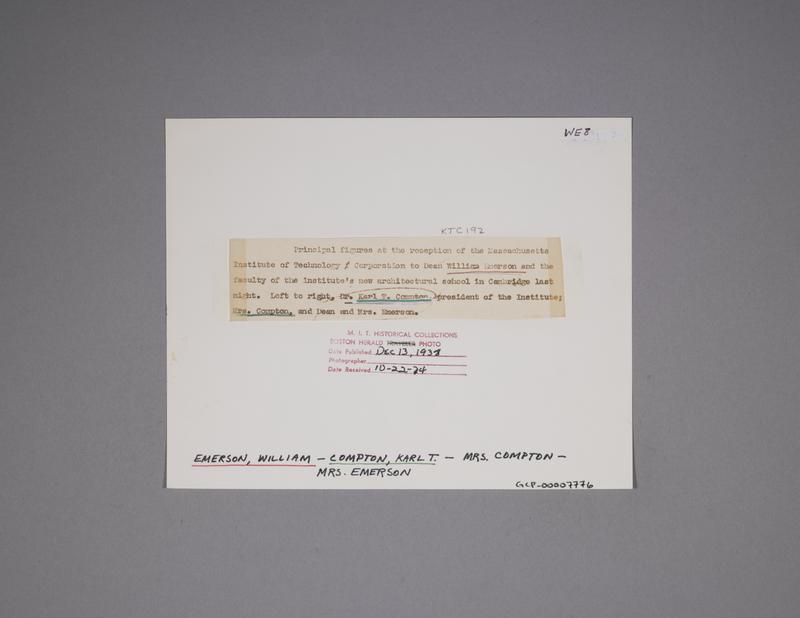 WE8
KTC192
Principal figures at the reception of the Massachusetts
Institute of Technology / Corporation to Dean William Emerson and the
faculty of the institute's new architectural school in Cambridge last
night. Left to right, Dr. Karl T. Compton, president of the Institute;
Mrs. Compton, and Dean and Mrs. Emerson.
M. I. T. HISTORICAL COLLECTIONS
BOSTON HERALD PHOTO
Date Published Dec 13, 1938
Photographer
Date Received 10-22-74
EMERSON, WILLIAM – COMPTON, KARL T. – MRS. COMPTON –
MRS. EMERSON
GCP-00007776